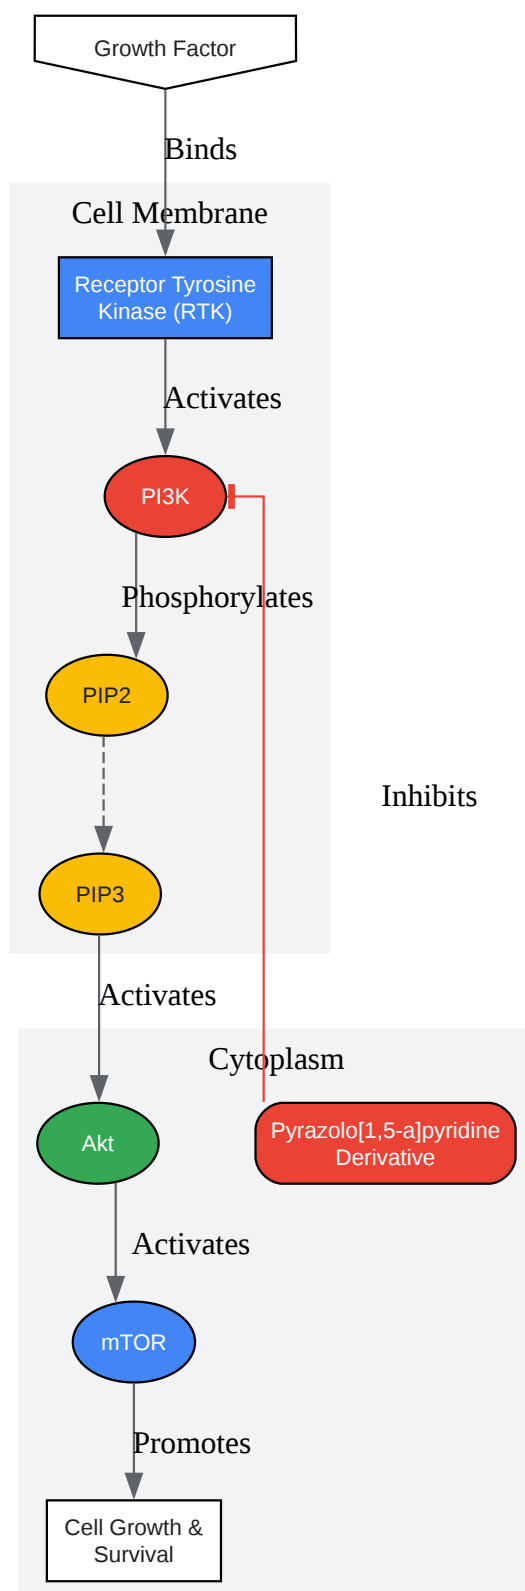 Growth Factor
Binds
Cell Membrane
Receptor Tyrosine
Kinase (RTK)
Activates
PI3K
Phosphorylates
PIP2
Inhibits
PIP3
Activates
Cytoplasm
Akt
Pyrazolo[1,5-a]pyridine
Derivative
Activates
mTOR
Promotes
Cell Growth &
Survival